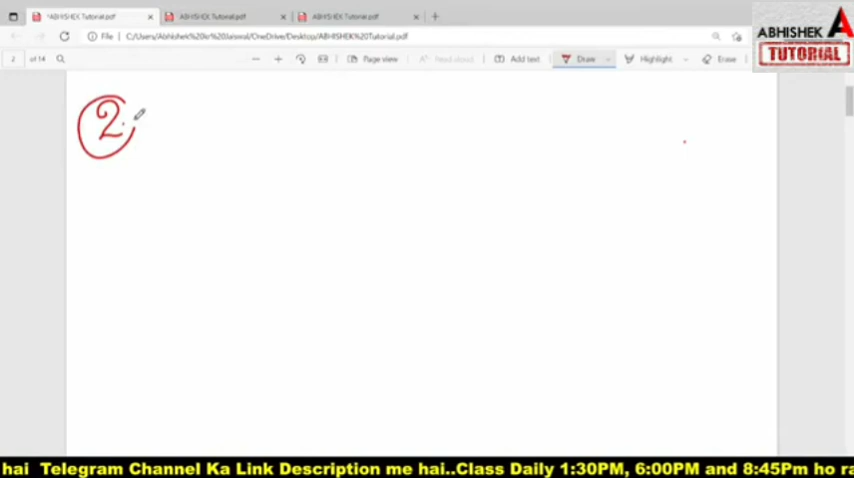 *ABHISHEK Tutorial.pdf
ABHISHEK Tutorial.pdf
ABHISHEK Tutorial.pdf
File
C:/Users/Abhishek%20kr%20Jaiswal/OneDrive/Desktop/ABHISHEK%20Tutorial.pdf
2 of 14
Page view
Read aloud
Add text
Draw
Highlight
Erase
ABHISHEK A
TUTORIAL
2.
hai Telegram Channel Ka Link Description me hai..Class Daily 1:30PM, 6:00PM and 8:45Pm ho ra